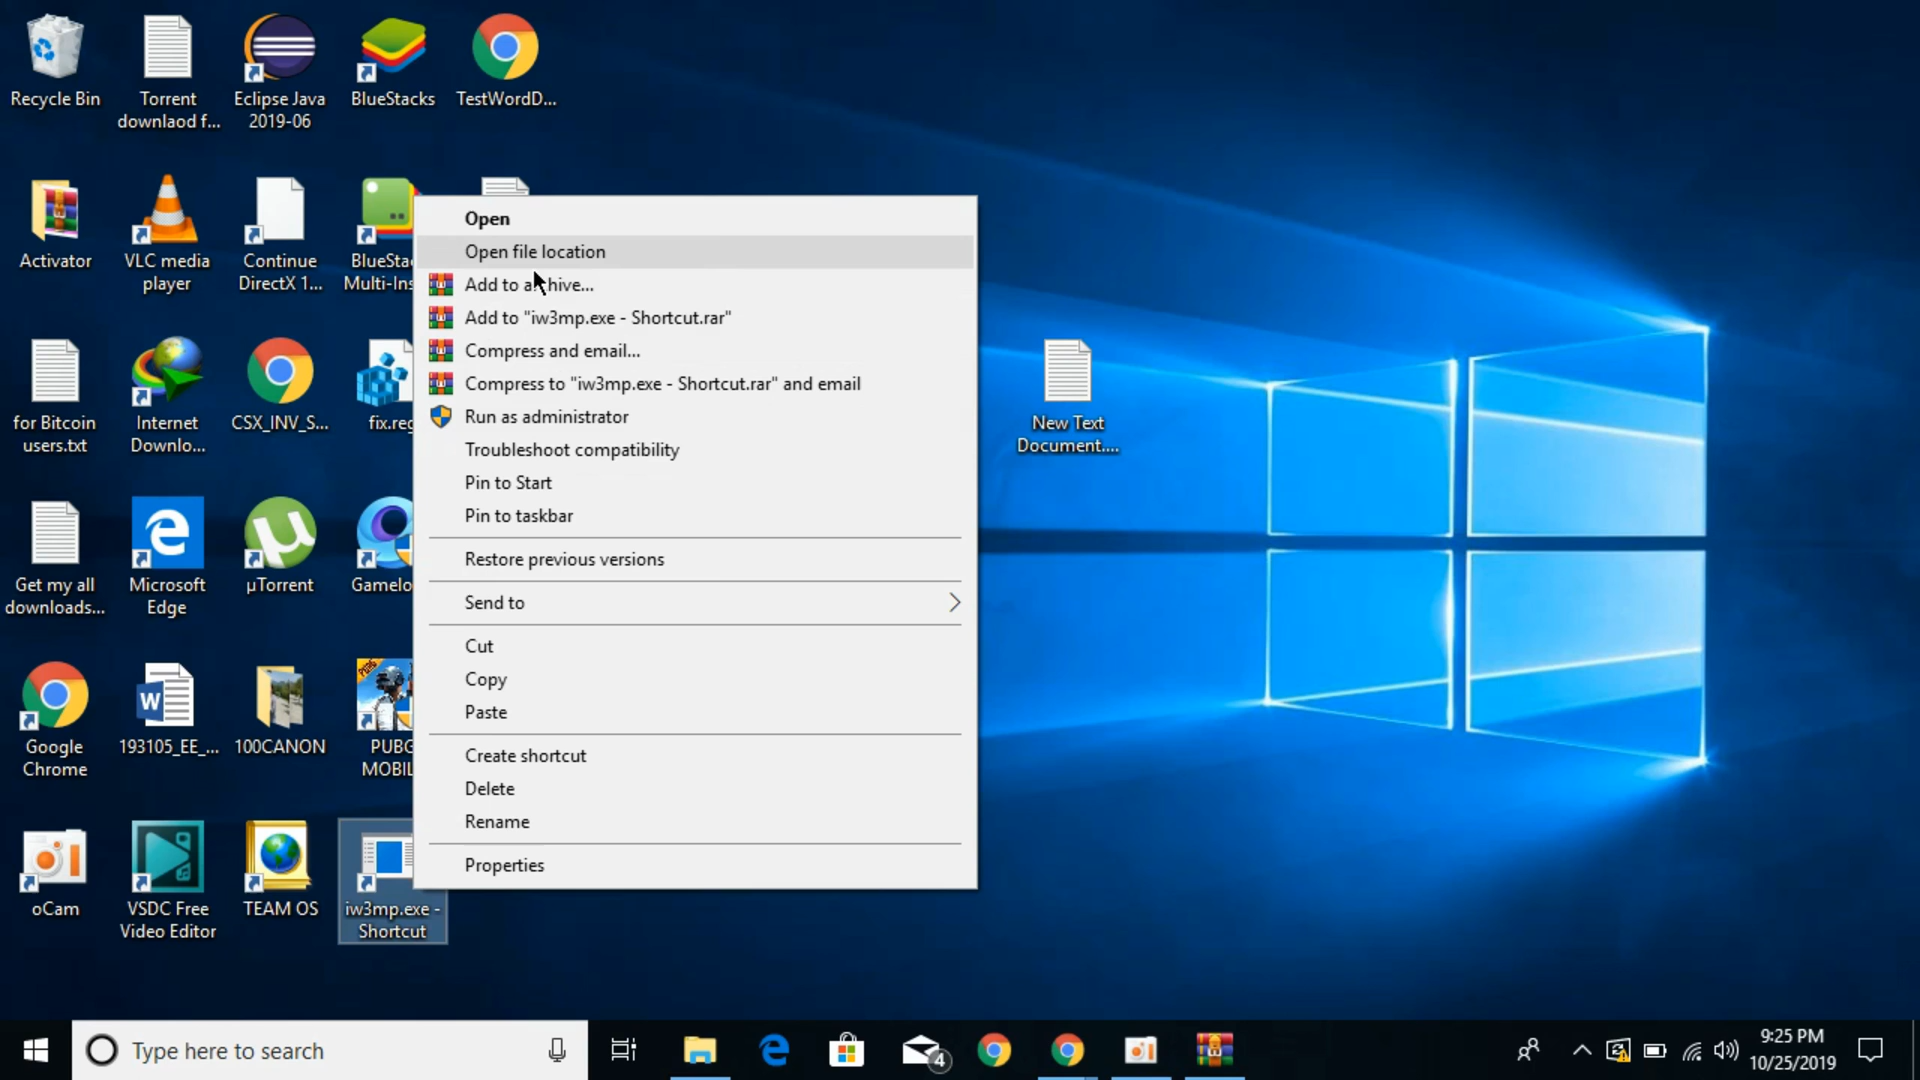 Recycle Bin
Torrent
downlaod f...
Eclipse Java
2019-06
BlueStacks
TestWordD...
Activator
VLC media
player
Continue
DirectX 1...
BlueSta
Multi-Ins
for Bitcoin
users.txt
Internet
Downlo...
CSX_INV_S...
fix.reg
Get my all
downloads...
Microsoft
Edge
µTorrent
Gamelo
Google
Chrome
193105_EE_...
100CANON
PUBG
MOBIL
oCam
VSDC Free
Video Editor
TEAM OS
iw3mp.exe -
Shortcut
Open
Open file location
Add to archive...
Add to "iw3mp.exe - Shortcut.rar"
Compress and email...
Compress to "iw3mp.exe - Shortcut.rar" and email
Run as administrator
Troubleshoot compatibility
Pin to Start
Pin to taskbar
Restore previous versions
Send to
Cut
Copy
Paste
Create shortcut
Delete
Rename
Properties
New Text
Document....
Type here to search
4
9:25 PM
10/25/2019